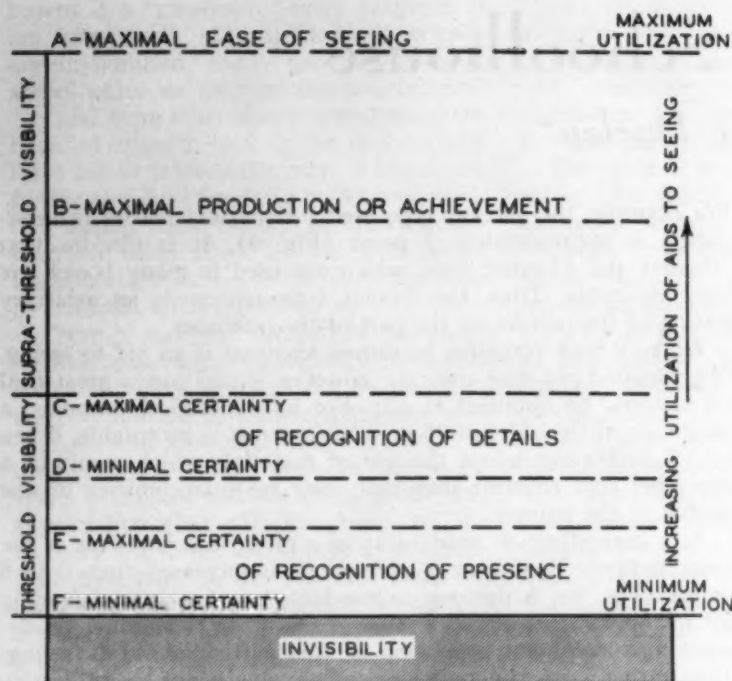 MAXIMUM
UTILIZATION
A-MAXIMAL EASE OF SEEING
B-MAXIMAL PRODUCTION OR ACHIEVEMENT
C-MAXIMAL CERTAINTY
OF RECOGNITION OF DETAILS
D-MINIMAL CERTAINTY
E-MAXIMAL CERTAINTY
OF RECOGNITION OF PRESENCE
F-MINIMAL CERTAINTY
MINIMUM
UTILIZATION
INVISIBILITY
SUPRA-THRESHOLD VISIBILITY
THRESHOLD VISIBILITY
INCREASING UTILIZATION OF AIDS TO SEEING